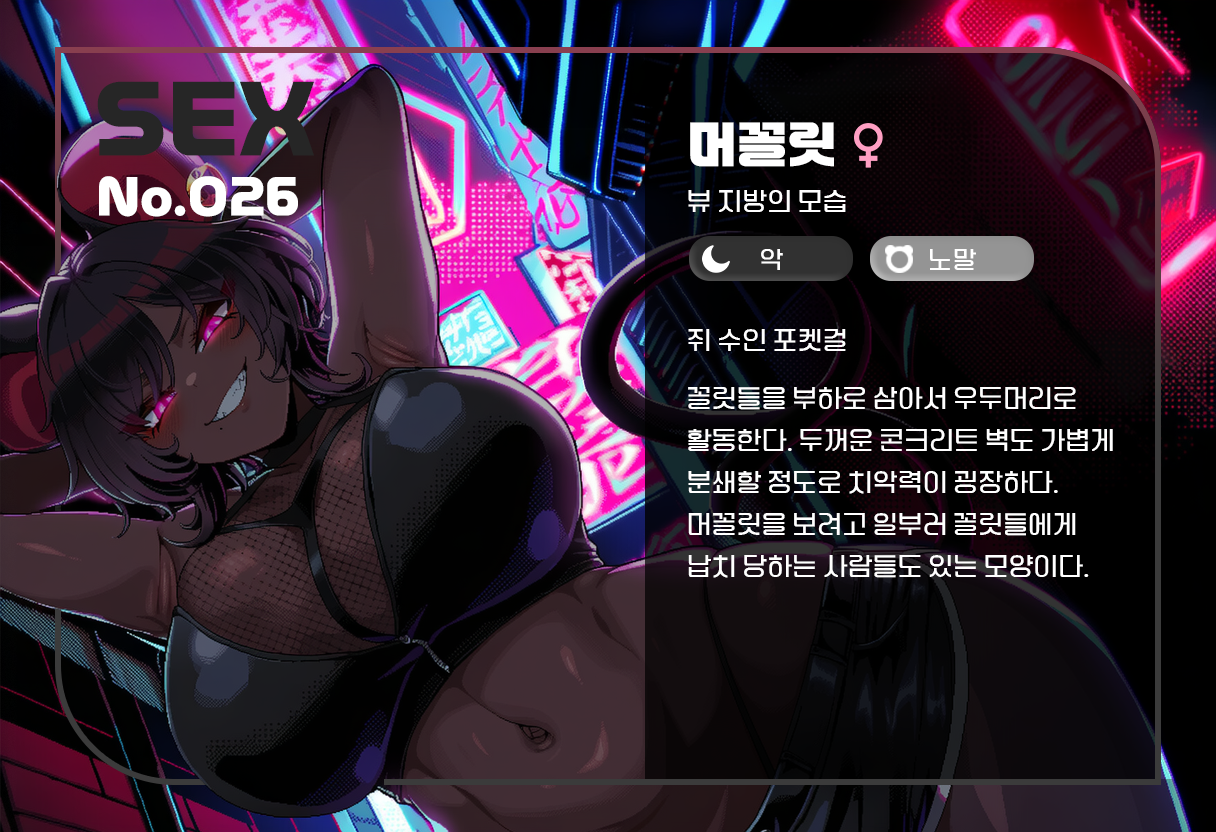 SEX
No.026
머꼴릿 ♀
뷰 지방의 모습
악 노말
쥐 수인 포켓걸
꼴릿들을 부하로 삼아서 우두머리로
활동한다. 두꺼운 콘크리트 벽도 가볍게
분쇄할 정도로 치악력이 굉장하다.
머꼴릿을 보려고 일부러 꼴릿들에게
납치 당하는 사람들도 있는 모양이다.